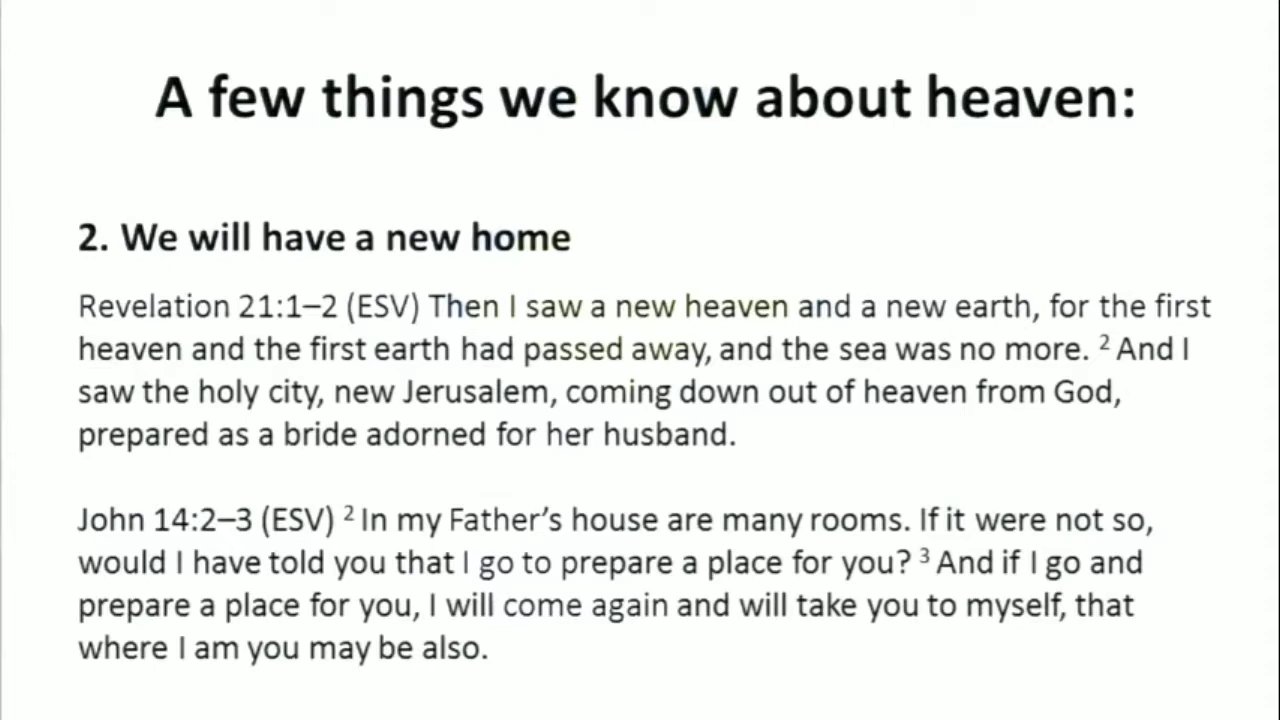 A few things we know about heaven:
2. We will have a new home
Revelation 21:1–2 (ESV) Then I saw a new heaven and a new earth, for the first
heaven and the first earth had passed away, and the sea was no more. ² And I
saw the holy city, new Jerusalem, coming down out of heaven from God,
prepared as a bride adorned for her husband.
John 14:2–3 (ESV) ² In my Father’s house are many rooms. If it were not so,
would I have told you that I go to prepare a place for you? ³ And if I go and
prepare a place for you, I will come again and will take you to myself, that
where I am you may be also.